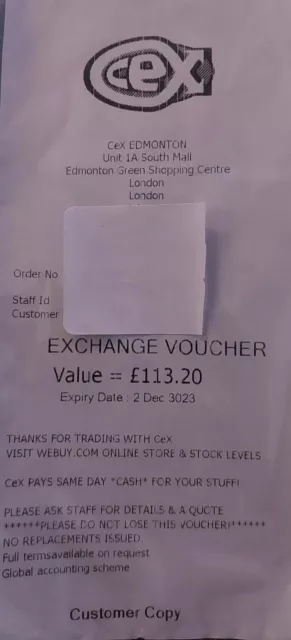 CeX
CeX EDMONTON
Unit 1A South Mall
Edmonton Green Shopping Centre
London
London
Order No
Staff Id
Customer
EXCHANGE VOUCHER
Value = £113.20
Expiry Date : 2 Dec 3023
THANKS FOR TRADING WITH CeX
VISIT WEBUY.COM ONLINE STORE & STOCK LEVELS
CeX PAYS SAME DAY *CASH* FOR YOUR STUFF!
PLEASE ASK STAFF FOR DETAILS & A QUOTE
******PLEASE DO NOT LOSE THIS VOUCHER!******
NO REPLACEMENTS ISSUED.
Full termsavailable on request
Global accounting scheme
Customer Copy